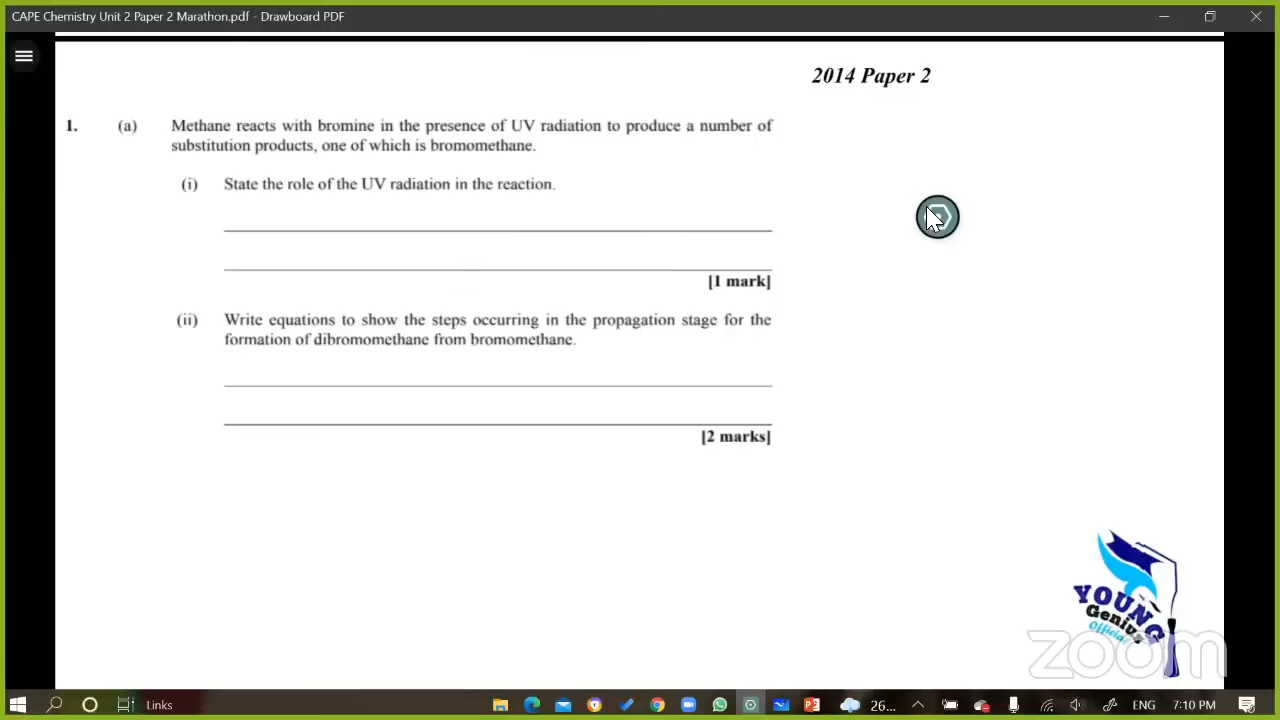 CAPE Chemistry Unit 2 Paper 2 Marathon.pdf - Drawboard PDF
2014 Paper 2
1. (a) Methane reacts with bromine in the presence of UV radiation to produce a number of
substitution products, one of which is bromomethane.
(i) State the role of the UV radiation in the reaction.
[1 mark]
(ii) Write equations to show the steps occurring in the propagation stage for the
formation of dibromomethane from bromomethane.
[2 marks]
YOUNG
Genius
Official
zoom
Links
26...
ENG
7:10 PM